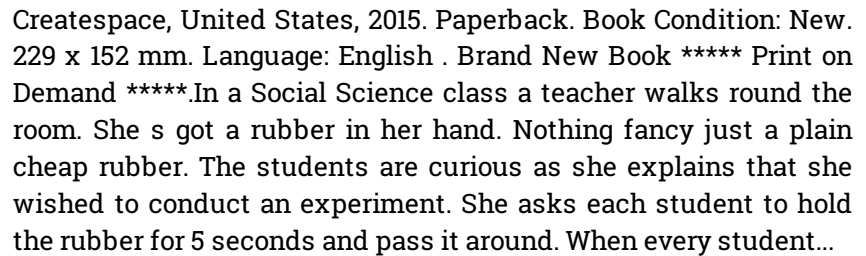 Createspace, United States, 2015. Paperback. Book Condition: New.
229 x 152 mm. Language: English . Brand New Book ***** Print on
Demand *****.In a Social Science class a teacher walks round the
room. She s got a rubber in her hand. Nothing fancy just a plain
cheap rubber. The students are curious as she explains that she
wished to conduct an experiment. She asks each student to hold
the rubber for 5 seconds and pass it around. When every student...